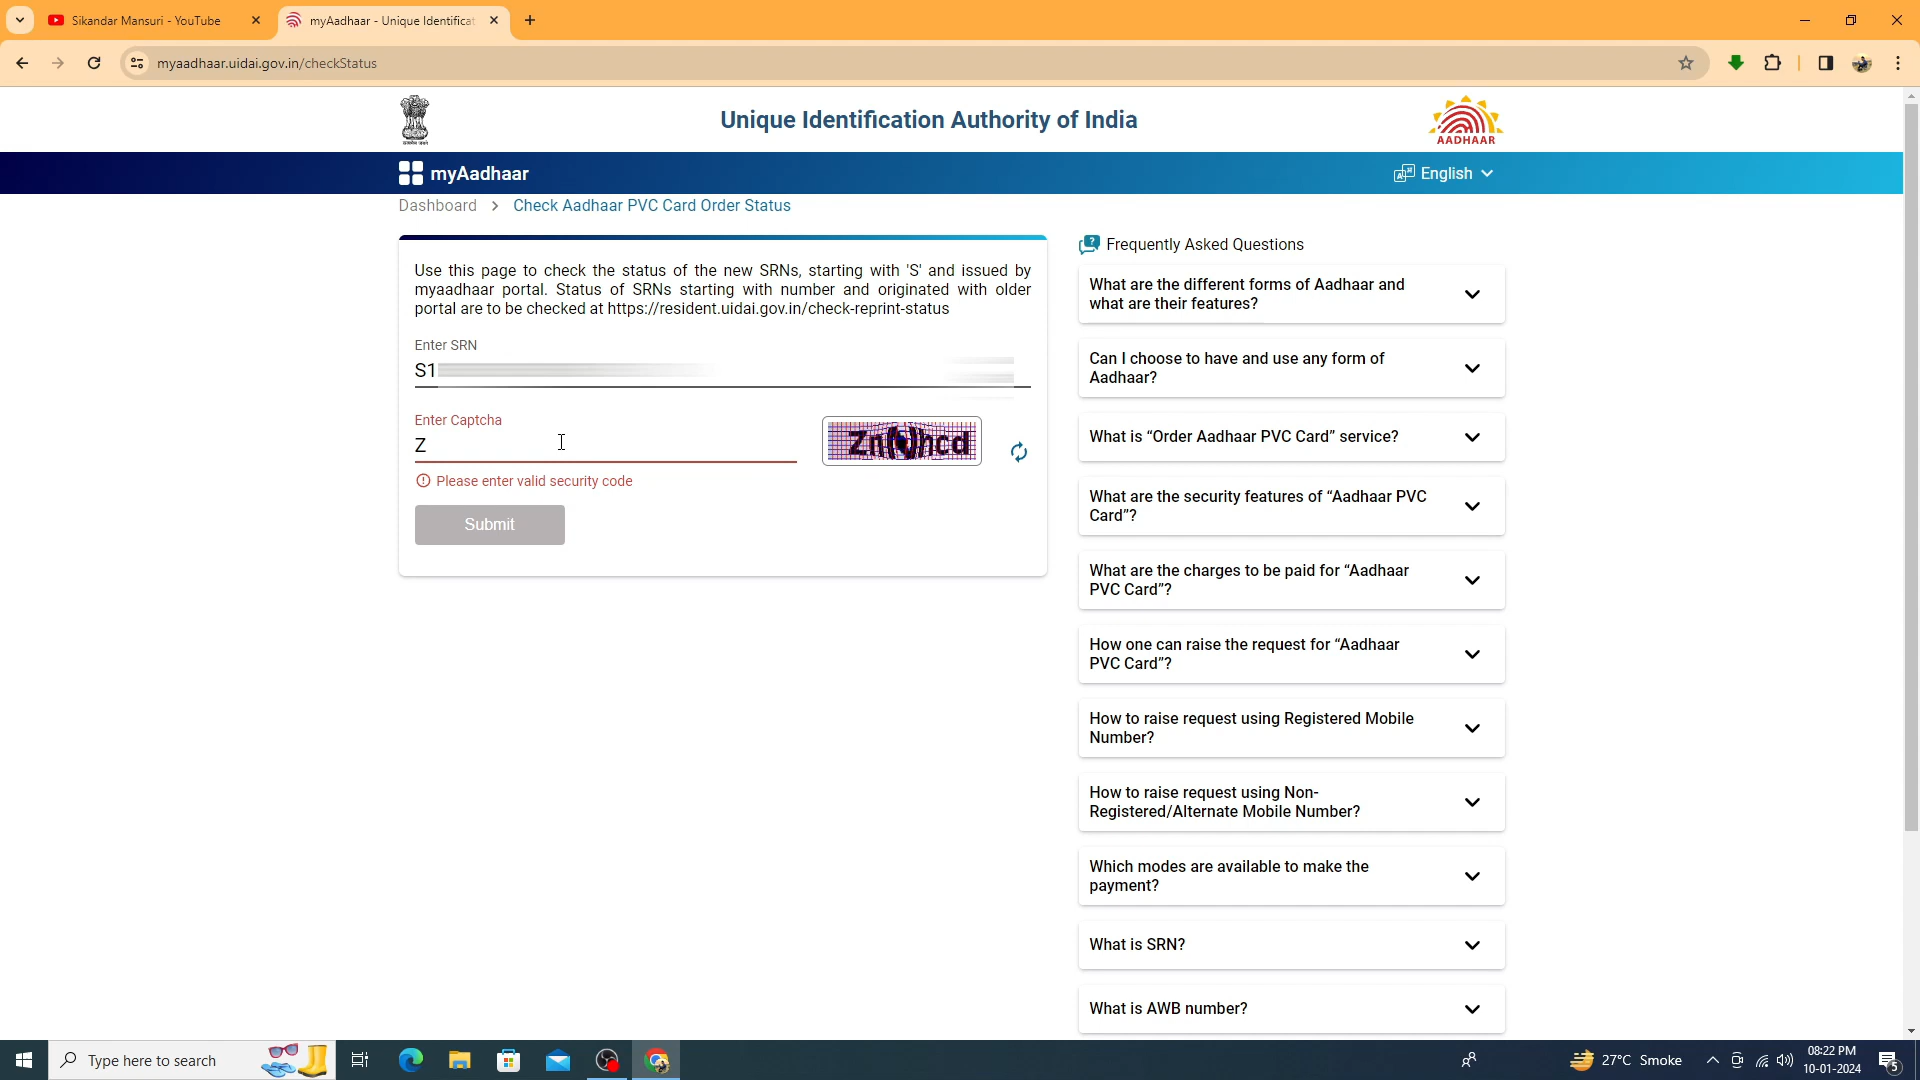 Sikandar Mansuri - YouTube
myAadhaar - Unique Identificat
myaadhaar.uidai.gov.in/checkStatus
Unique Identification Authority of India
AADHAAR
myAadhaar
English
Dashboard > Check Aadhaar PVC Card Order Status
Use this page to check the status of the new SRNs, starting with 'S' and issued by
myaadhaar portal. Status of SRNs starting with number and originated with older
portal are to be checked at https://resident.uidai.gov.in/check-reprint-status
Enter SRN
S1
Enter Captcha
Z
Please enter valid security code
Submit
Frequently Asked Questions
What are the different forms of Aadhaar and
what are their features?
Can I choose to have and use any form of
Aadhaar?
What is “Order Aadhaar PVC Card” service?
What are the security features of “Aadhaar PVC
Card”?
What are the charges to be paid for “Aadhaar
PVC Card”?
How one can raise the request for “Aadhaar
PVC Card”?
How to raise request using Registered Mobile
Number?
How to raise request using Non-
Registered/Alternate Mobile Number?
Which modes are available to make the
payment?
What is SRN?
What is AWB number?
Type here to search
27°C Smoke
08:22 PM
10-01-2024
5